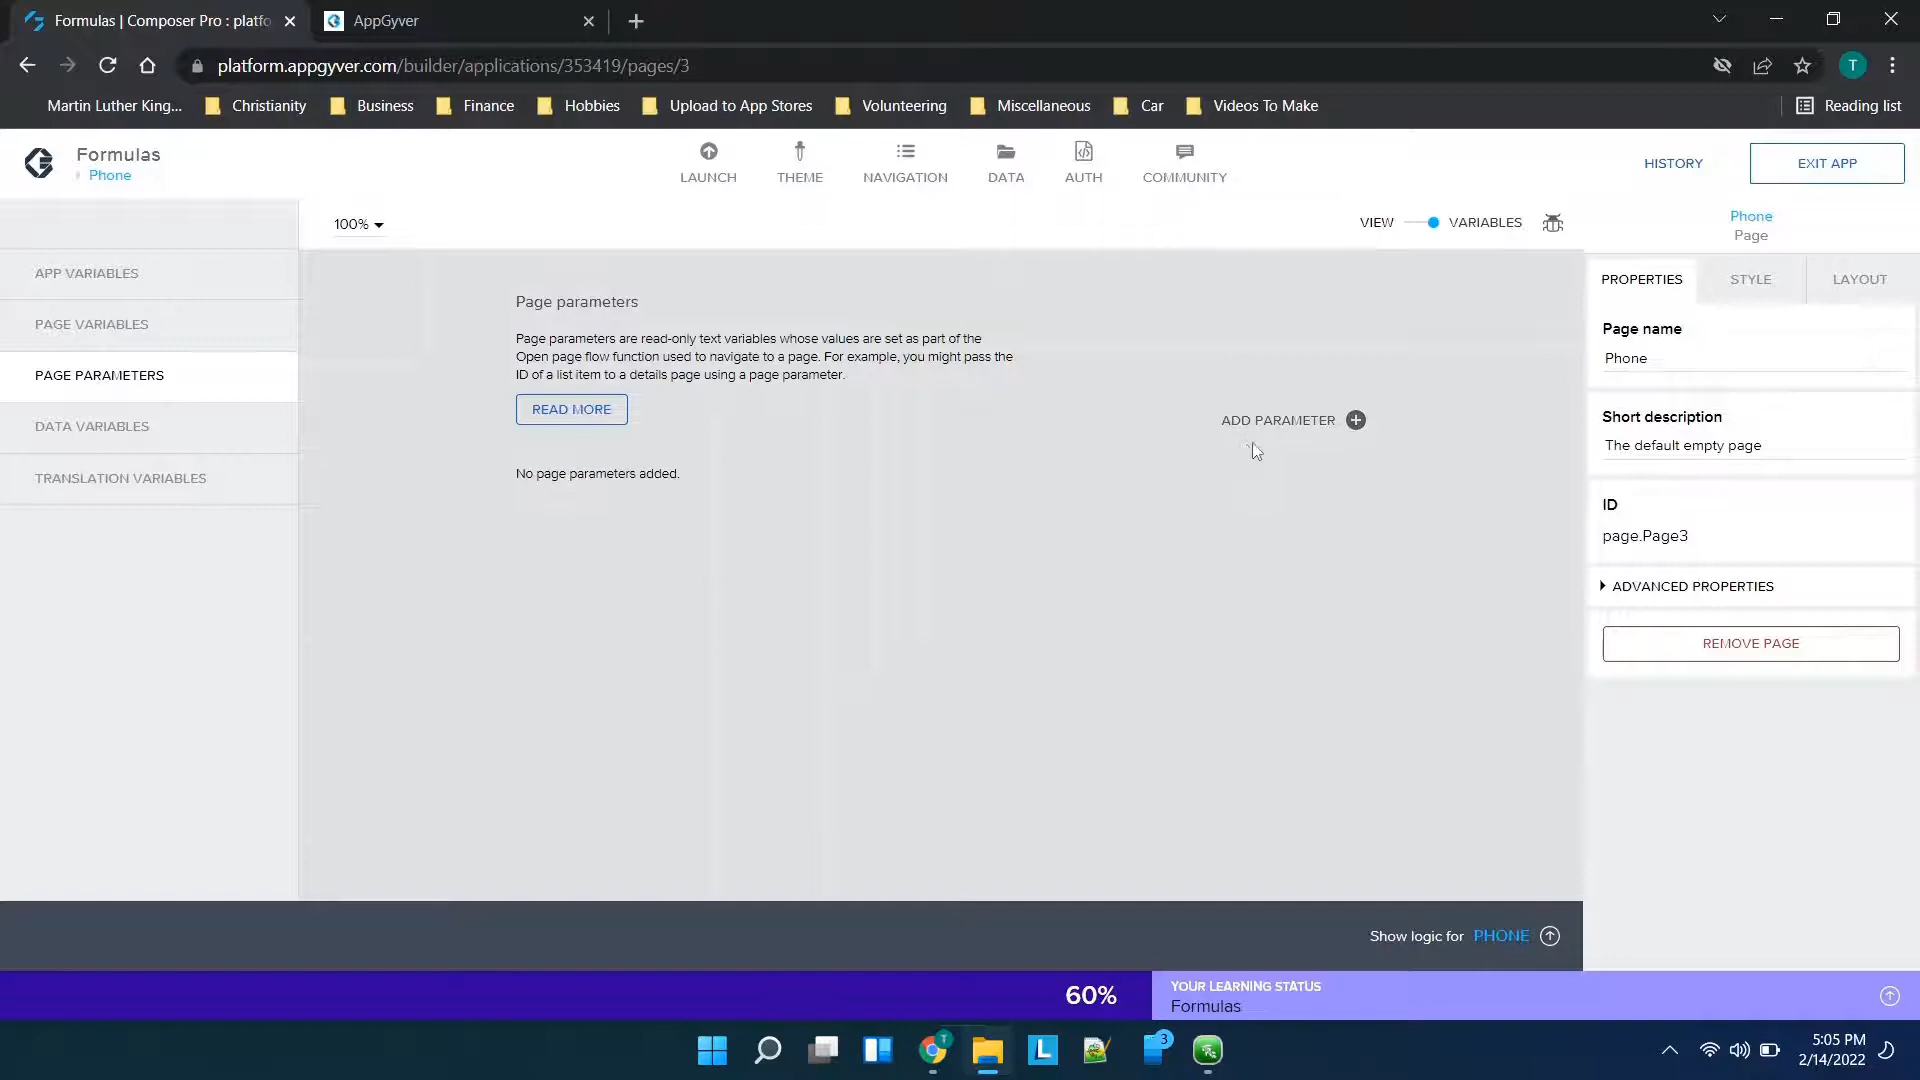 Formulas | Composer Pro : platfo
AppGyver
platform.appgyver.com/builder/applications/353419/pages/3
T
Martin Luther King...
Christianity
Business
Finance
Hobbies
Upload to App Stores
Volunteering
Miscellaneous
Car
Videos To Make
Reading list
Formulas
Phone
LAUNCH
THEME
NAVIGATION
DATA
AUTH
COMMUNITY
HISTORY
EXIT APP
100%
VIEW
VARIABLES
Phone
Page
APP VARIABLES
PAGE VARIABLES
PAGE PARAMETERS
DATA VARIABLES
TRANSLATION VARIABLES
Page parameters
Page parameters are read-only text variables whose values are set as part of the
Open page flow function used to navigate to a page. For example, you might pass the
ID of a list item to a details page using a page parameter.
READ MORE
ADD PARAMETER
No page parameters added.
PROPERTIES
STYLE
LAYOUT
Page name
Phone
Short description
The default empty page
ID
page.Page3
ADVANCED PROPERTIES
REMOVE PAGE
Show logic for PHONE
60%
YOUR LEARNING STATUS
Formulas
T
L
3
5:05 PM
2/14/2022